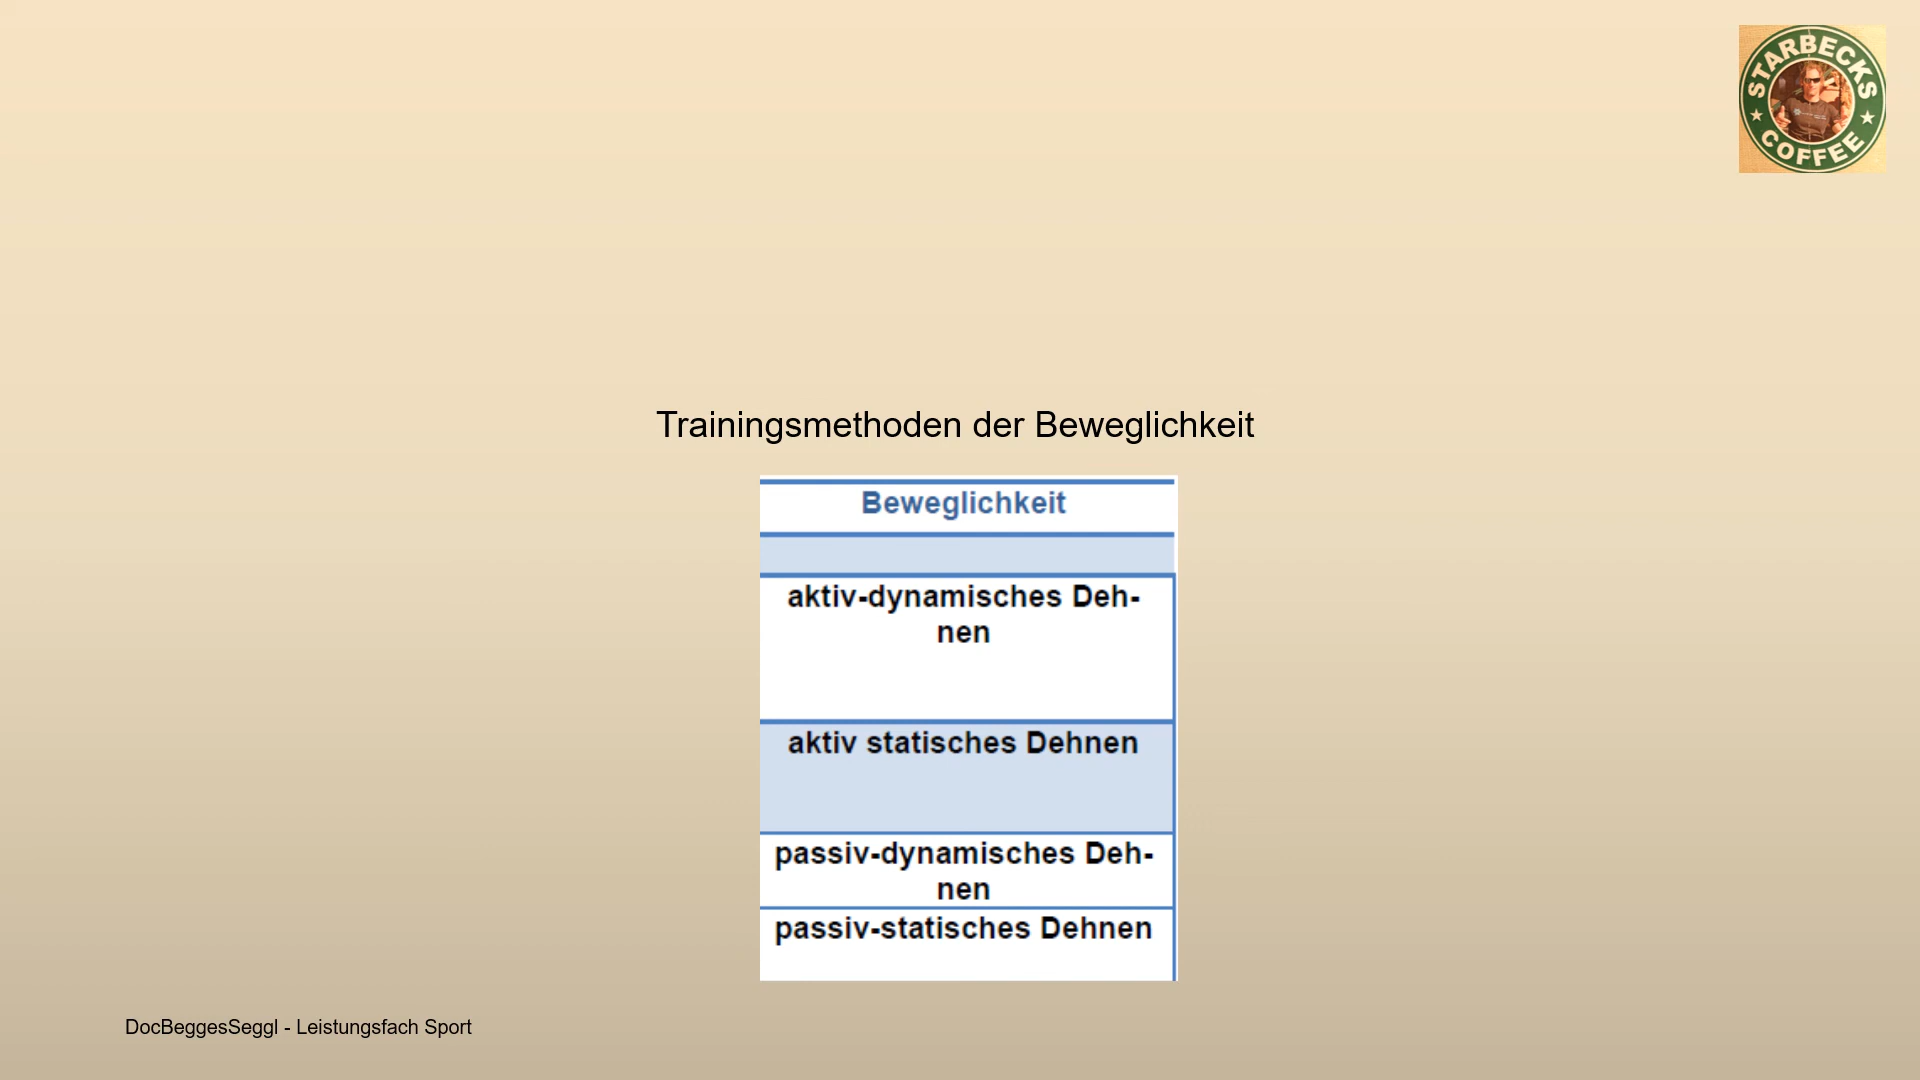 STARBECKS
COFFEE
Trainingsmethoden der Beweglichkeit
Beweglichkeit
aktiv-dynamisches Deh-
nen
aktiv statisches Dehnen
passiv-dynamisches Deh-
nen
passiv-statisches Dehnen
DocBeggesSeggl - Leistungsfach Sport